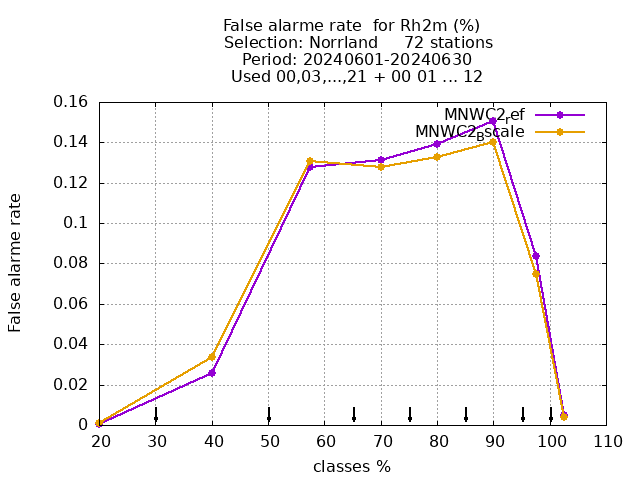 False alarme rate  for Rh2m (%)
Selection: Norrland     72 stations
Period: 20240601-20240630
Used 00,03,...,21 + 00 01 ... 12
MNWC2_ref
MNWC2_Bscale
0.16
0.14
0.12
0.1
0.08
0.06
0.04
0.02
0
20 30 40 50 60 70 80 90 100 110
False alarme rate
classes %